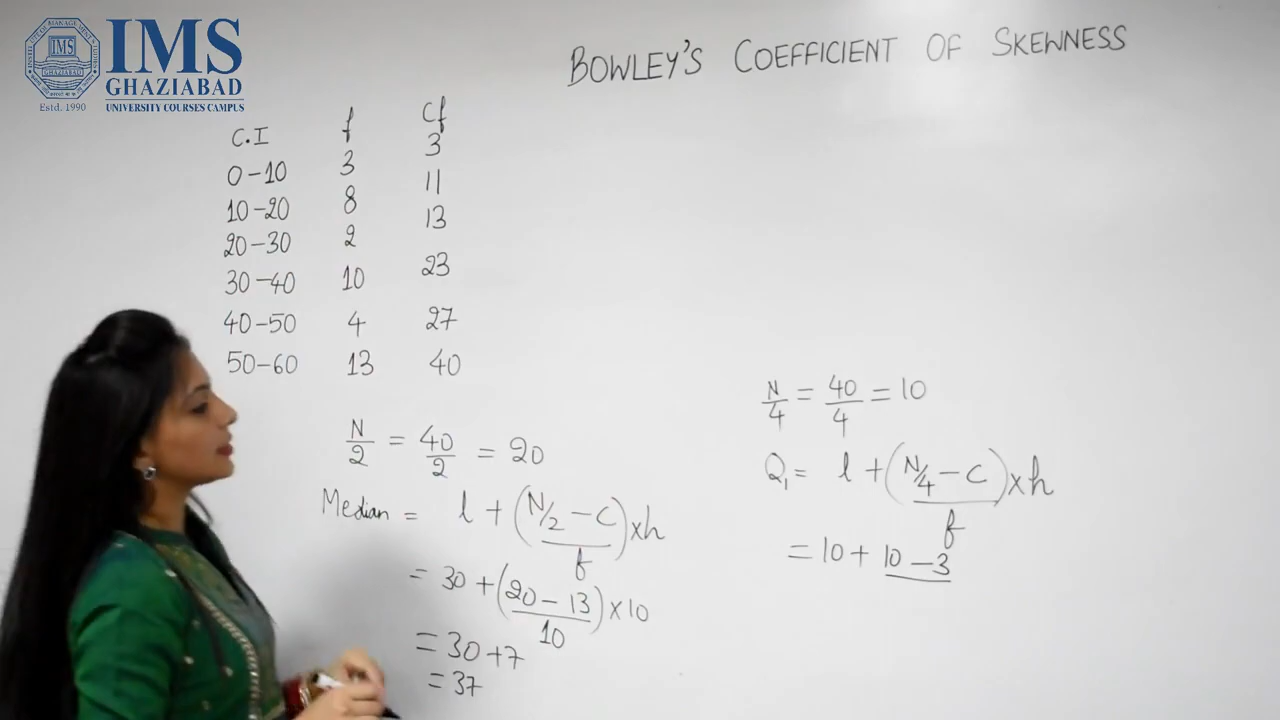 IMS
GHAZIABAD
UNIVERSITY COURSES CAMPUS
IMS
GHAZIABAD
Estd. 1990
BOWLEY'S COEFFICIENT OF SKEWNESS
C.I f Cf
0-10 3 3
10-20 8 11
20-30 2 13
30-40 10 23
40-50 4 27
50-60 13 40
N/2 = 40/2 = 20
Median = l + (N/2 - C)/f × h
= 30 + (20 - 13)/10 × 10
= 30 + 7
= 37
N/4 = 40/4 = 10
Q₁ = l + (N/4 - C)/f × h
= 10 + 10 - 3